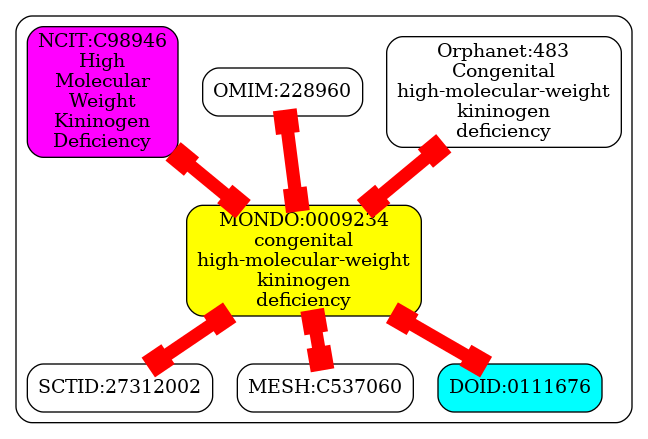 NCIT:C98946
High
Molecular
Weight
Kininogen
Deficiency
OMIM:228960
Orphanet:483
Congenital
high-molecular-weight
kininogen
deficiency
MONDO:0009234
congenital
high-molecular-weight
kininogen
deficiency
SCTID:27312002
MESH:C537060
DOID:0111676